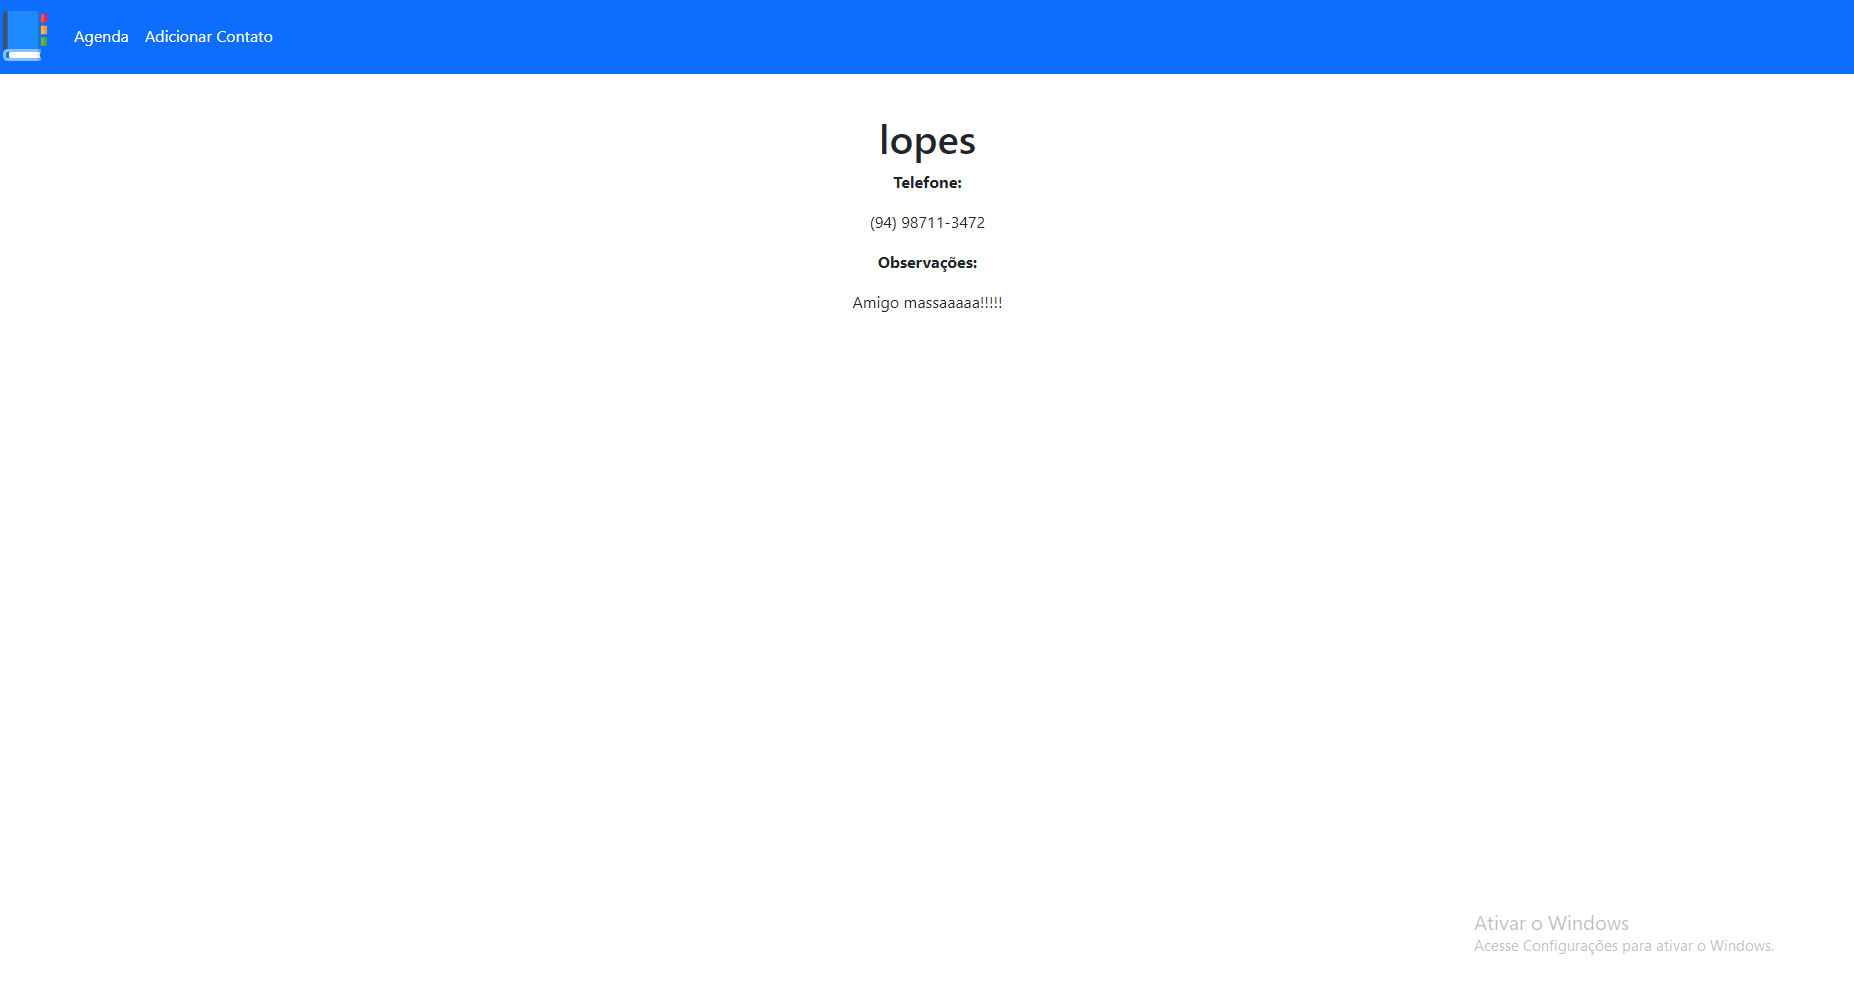 Agenda Adicionar Contato
lopes
Telefone:
(94) 98711-3472
Observações:
Amigo massaaaaa!!!!!
Ativar o Windows
Acesse Configurações para ativar o Windows.